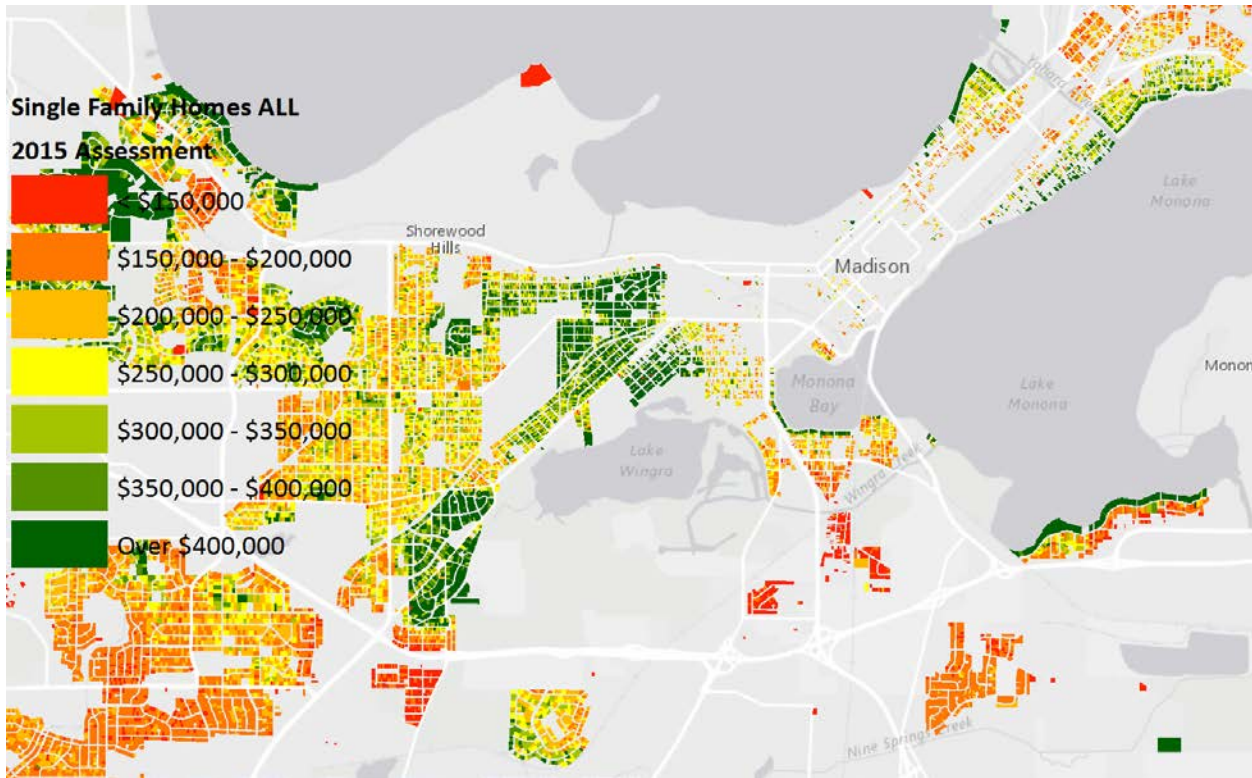 Single Family Homes ALL
2015 Assessment
< $150,000
$150,000 - $200,000
$200,000 - $250,000
$250,000 - $300,000
$300,000 - $350,000
$350,000 - $400,000
Over $400,000
Shorewood
Hills
Madison
Yahara
Lake
Monona
Monona
Bay
Lake
Monona
Monon
Lake
Wingra
Wingra Creek
Nine Springs Creek